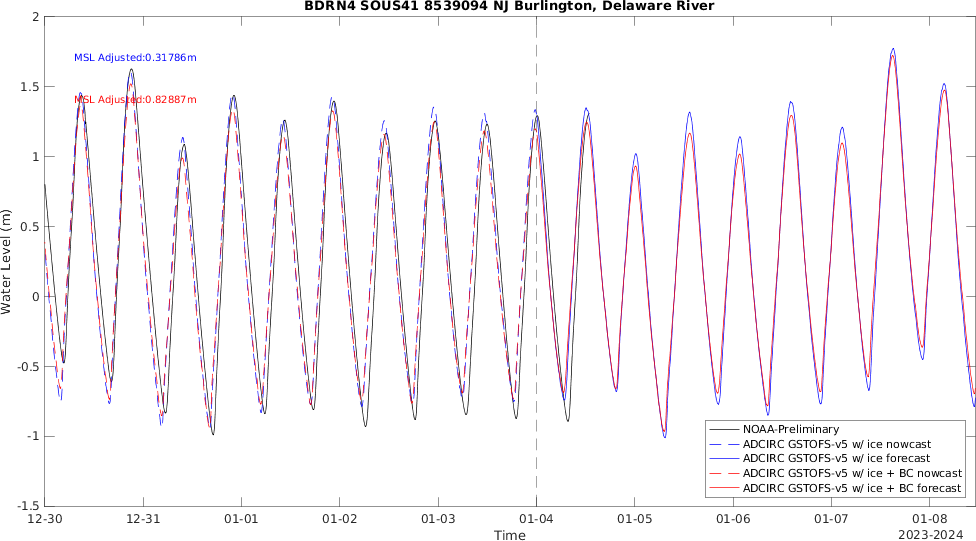 BDRN4 SOUS41 8539094 NJ Burlington, Delaware River
MSL Adjusted:0.31786m
MSL Adjusted:0.82887m
Water Level (m)
2
1.5
1
0.5
0
-0.5
-1
-1.5
12-30 12-31 01-01 01-02 01-03 01-04 01-05 01-06 01-07 01-08
Time
2023-2024
NOAA-Preliminary
ADCIRC GSTOFS-v5 w/ ice nowcast
ADCIRC GSTOFS-v5 w/ ice forecast
ADCIRC GSTOFS-v5 w/ ice + BC nowcast
ADCIRC GSTOFS-v5 w/ ice + BC forecast